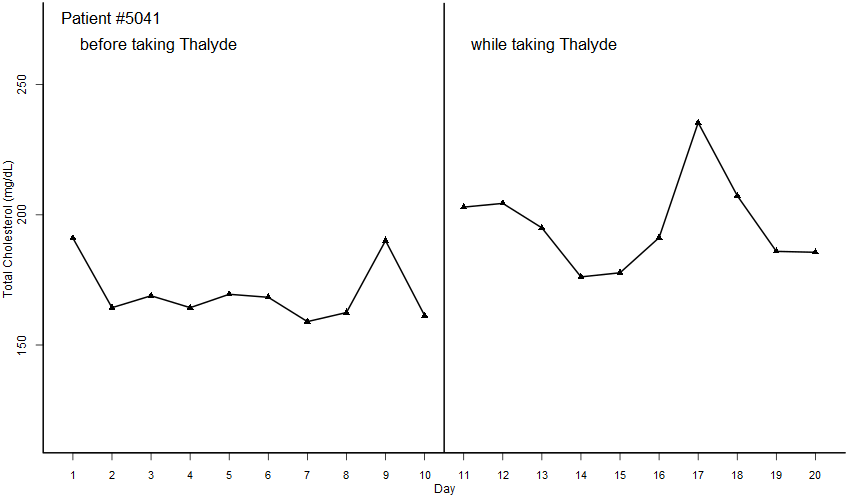 Patient #5041
before taking Thalyde
while taking Thalyde
250
200
150
Total Cholesterol (mg/dL)
1 2 3 4 5 6 7 8 9 10 11 12 13 14 15 16 17 18 19 20
Day